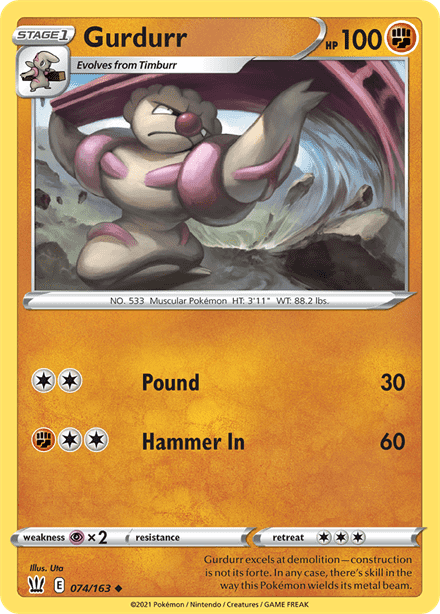 STAGE 1
Gurdurr
HP 100
Evolves from Timburr
NO. 533 Muscular Pokémon HT: 3'11" WT: 88.2 lbs.
Pound 30
Hammer In 60
weakness ×2 resistance retreat
Illus. Uta
Gurdurr excels at demolition—construction
is not its forte. In any case, there's skill in the
way this Pokémon wields its metal beam.
E 074/163
©2021 Pokémon / Nintendo / Creatures / GAME FREAK